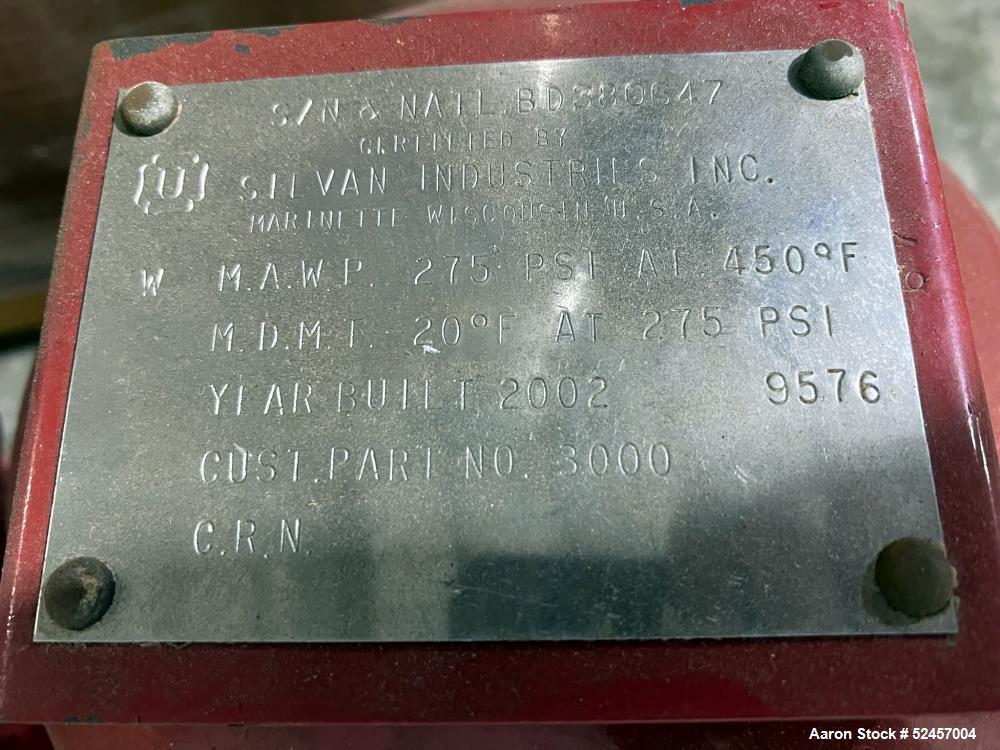 S/N & NATL.BD380647
CERTIFIED BY
U SILVAN INDUSTRIES INC.
MARINETTE WISCONSIN U.S.A.
W M.A.W.P. 275 PSI AT 450°F
M.D.M.T. 20°F AT 275 PSI
YEAR BUILT 2002 9576
CUST.PART NO. 3000
C.R.N.
Aaron Stock # 52457004